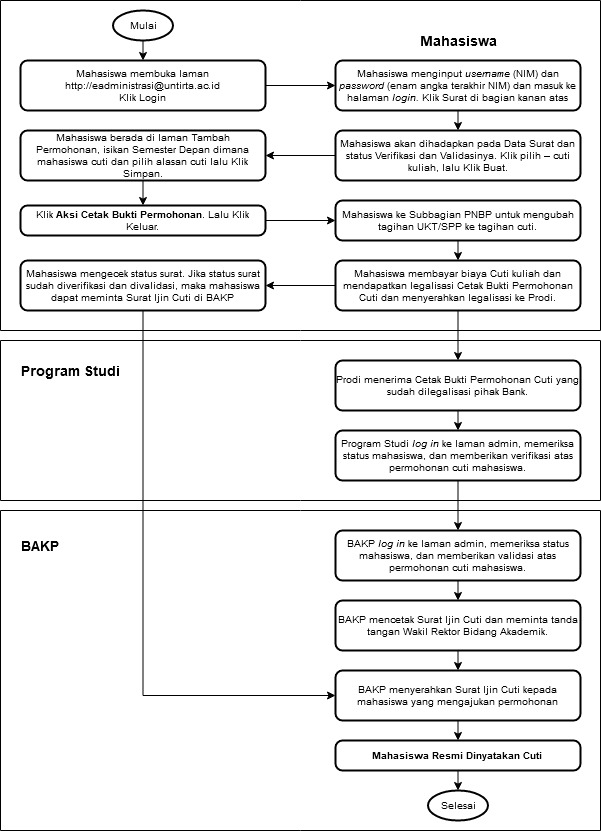 Mulai
Mahasiswa
Mahasiswa membuka laman
http://eadministrasi@untirta.ac.id
Klik Login
Mahasiswa menginput username (NIM) dan
password (enam angka terakhir NIM) dan masuk ke
halaman login. Klik Surat di bagian kanan atas
Mahasiswa akan dihadapkan pada Data Surat dan
status Verifikasi dan Validasinya. Klik pilih – cuti
kuliah, lalu Klik Buat.
Mahasiswa berada di laman Tambah
Permohonan, isikan Semester Depan dimana
mahasiswa cuti dan pilih alasan cuti lalu Klik
Simpan.
Klik Aksi Cetak Bukti Permohonan. Lalu Klik
Keluar.
Mahasiswa ke Subbagian PNBP untuk mengubah
tagihan UKT/SPP ke tagihan cuti.
Mahasiswa membayar biaya Cuti kuliah dan
mendapatkan legalisasi Cetak Bukti Permohonan
Cuti dan menyerahkan legalisasi ke Prodi.
Mahasiswa mengecek status surat. Jika status surat
sudah diverifikasi dan divalidasi, maka mahasiswa
dapat meminta Surat Ijin Cuti di BAKP
Program Studi
Prodi menerima Cetak Bukti Permohonan Cuti yang
sudah dilegalisasi pihak Bank.
Program Studi log in ke laman admin, memeriksa
status mahasiswa, dan memberikan verifikasi atas
permohonan cuti mahasiswa.
BAKP
BAKP log in ke laman admin, memeriksa status
mahasiswa, dan memberikan validasi atas
permohonan cuti mahasiswa.
BAKP mencetak Surat Ijin Cuti dan meminta tanda
tangan Wakil Rektor Bidang Akademik.
BAKP menyerahkan Surat Ijin Cuti kepada
mahasiswa yang mengajukan permohonan
Mahasiswa Resmi Dinyatakan Cuti
Selesai